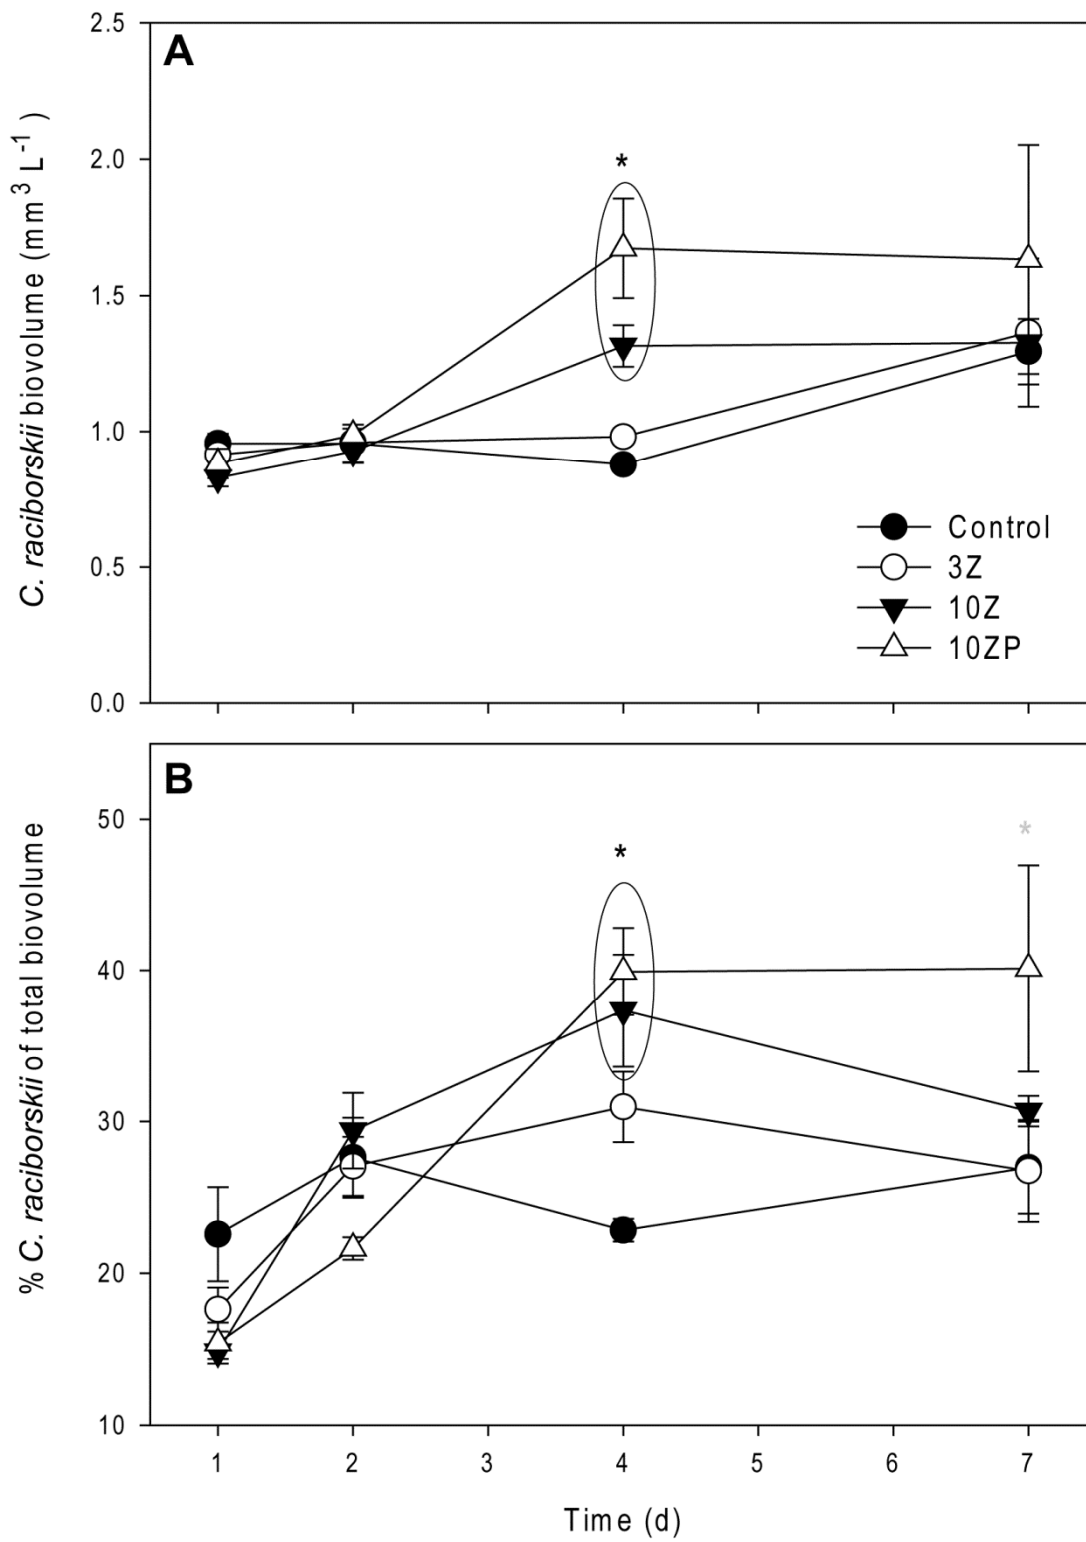 A
C. raciborskii biovolume (mm³ L⁻¹ )
2.5
2.0
1.5
1.0
0.5
0.0
*
Control
3Z
10Z
10ZP
B
% C. raciborskii of total biovolume
50
40
30
20
10
*
*
1 2 3 4 5 6 7
Time (d)